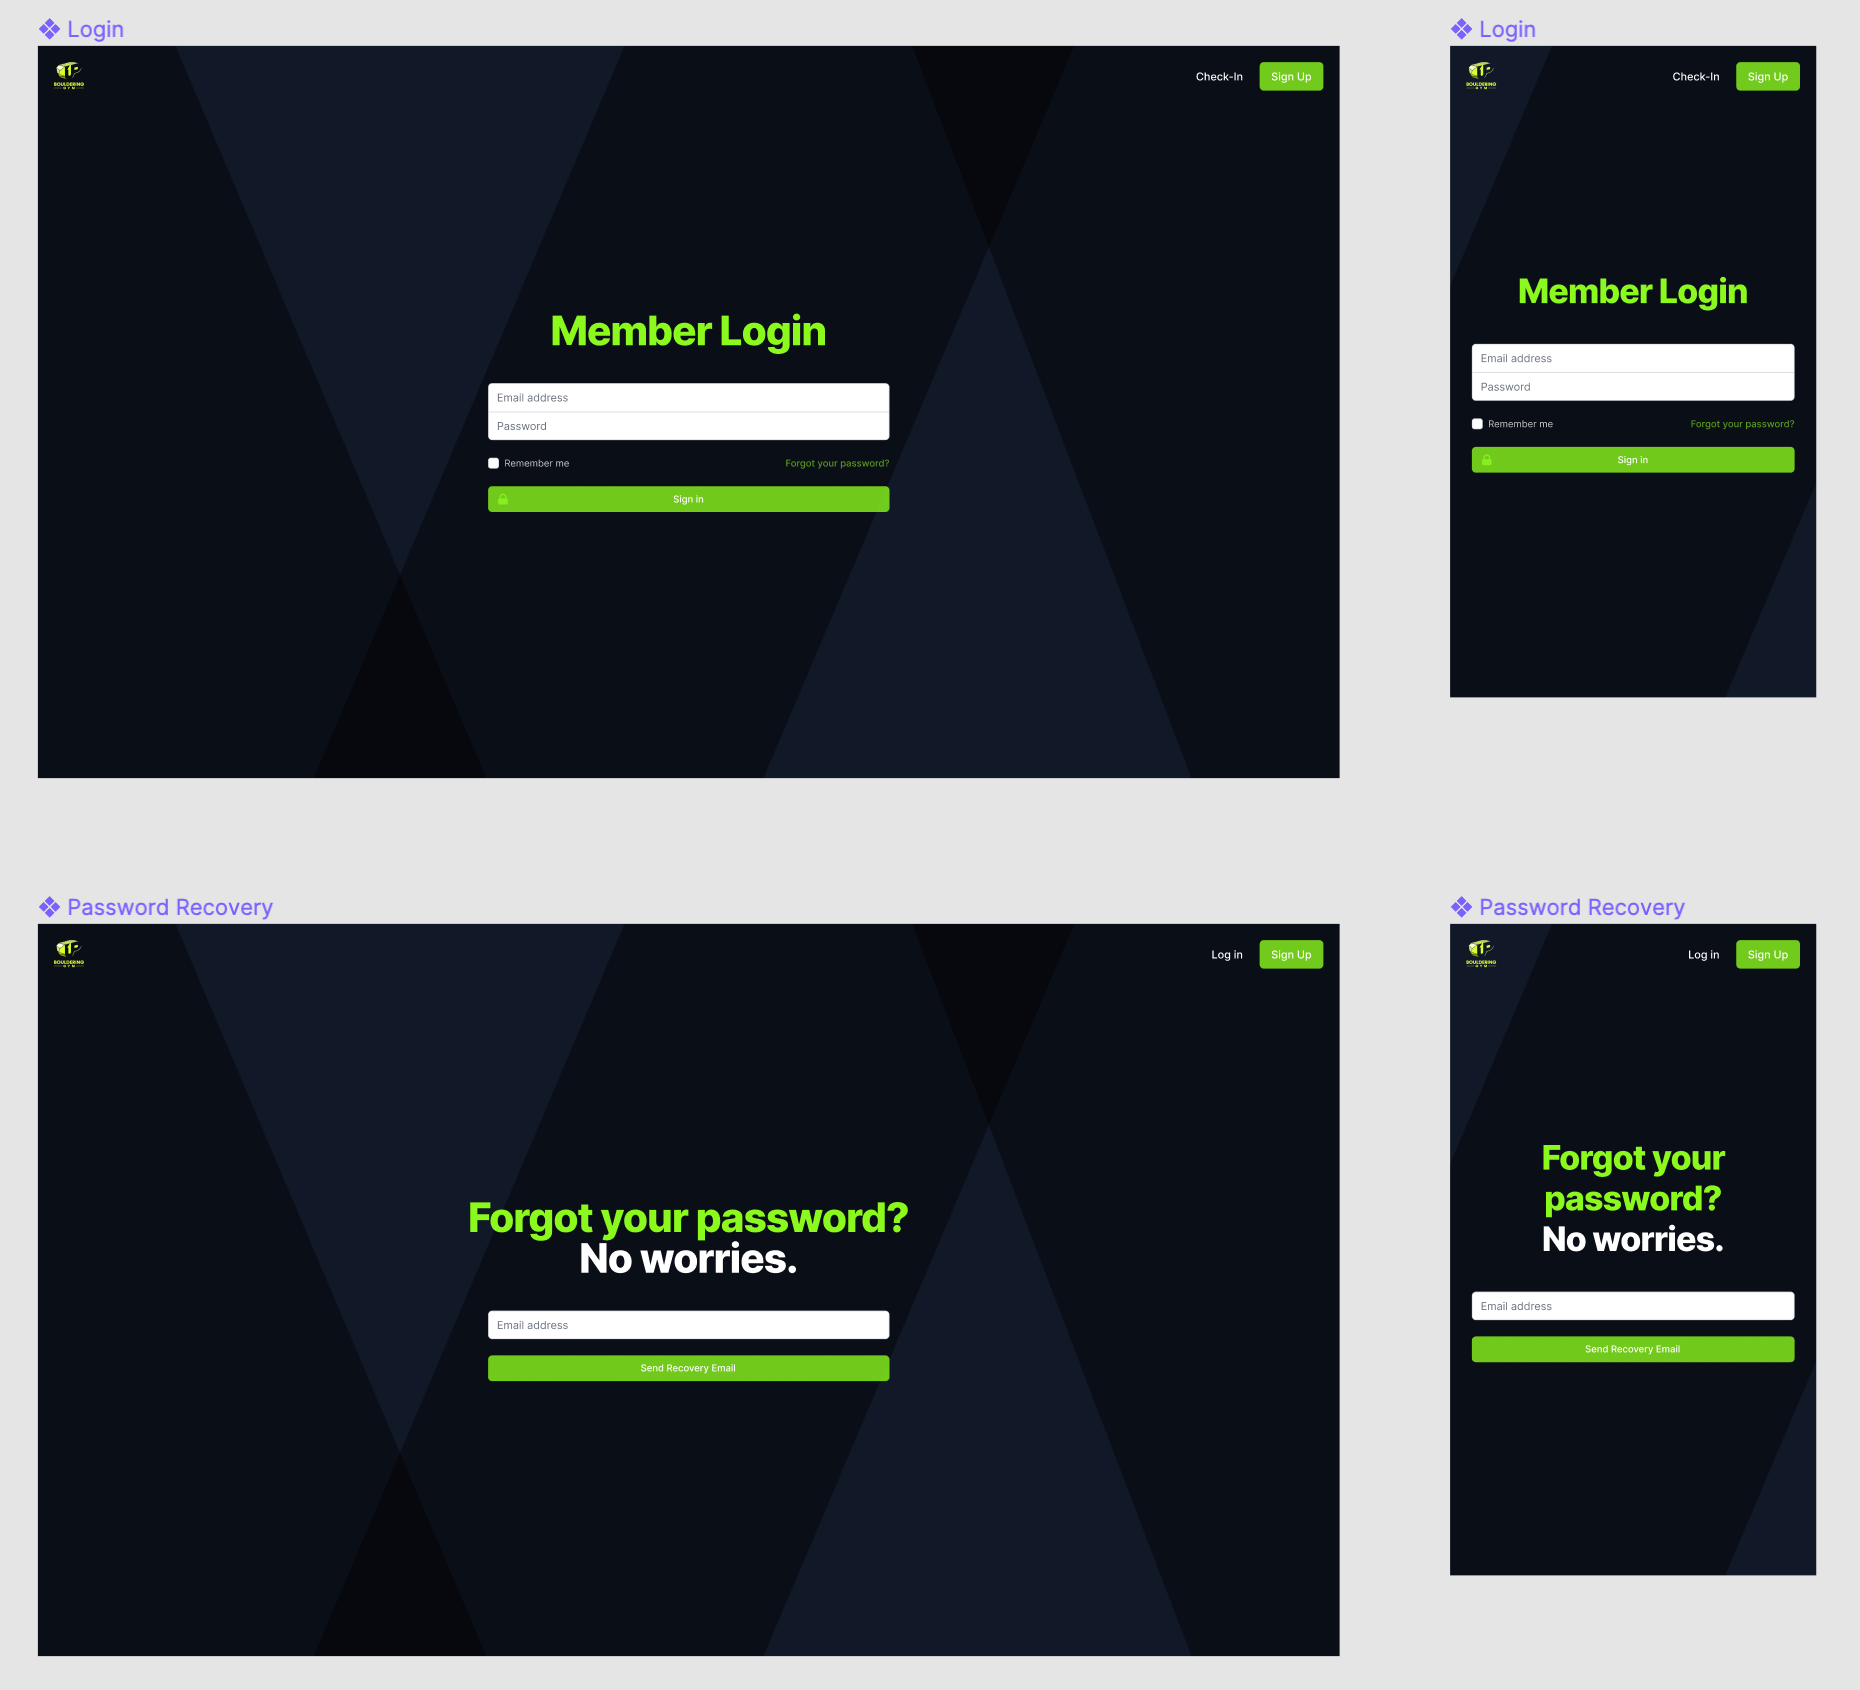 Login
BOULDERING
GYM
Check-In
Sign Up
Member Login
Email address
Password
Remember me
Forgot your password?
Sign in
Login
BOULDERING
GYM
Check-In
Sign Up
Member Login
Email address
Password
Remember me
Forgot your password?
Sign in
Password Recovery
BOULDERING
GYM
Log in
Sign Up
Forgot your password?
No worries.
Email address
Send Recovery Email
Password Recovery
BOULDERING
GYM
Log in
Sign Up
Forgot your
password?
No worries.
Email address
Send Recovery Email